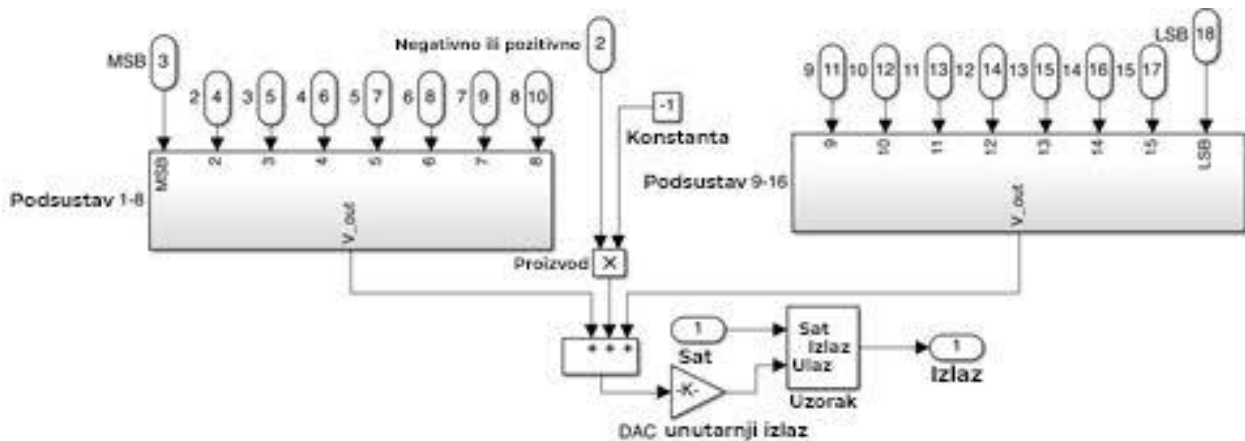 MSB 3
2 4 3 5 4 6 5 7 6 8 7 9 8 10
Negativno ili pozitivno 2
-1
Konstanta
LSB 18
9 11 10 12 11 13 12 14 13 15 14 16 15 17
MSB 2 3 4 5 6 7 8
Podsustav 1-8
V_out
9 10 11 12 13 14 15 LSB
Podsustav 9-16
V_out
Proizvod ×
+ + +
1
Sat
-K-
DAC unutarnji izlaz
Sat
Izlaz
Ulaz
Uzorak
1
Izlaz